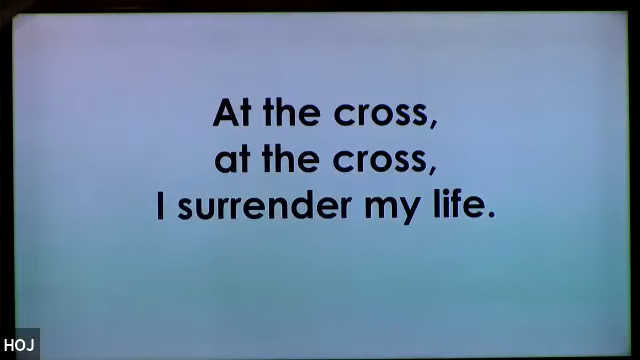 At the cross,
at the cross,
I surrender my life.
HOJ